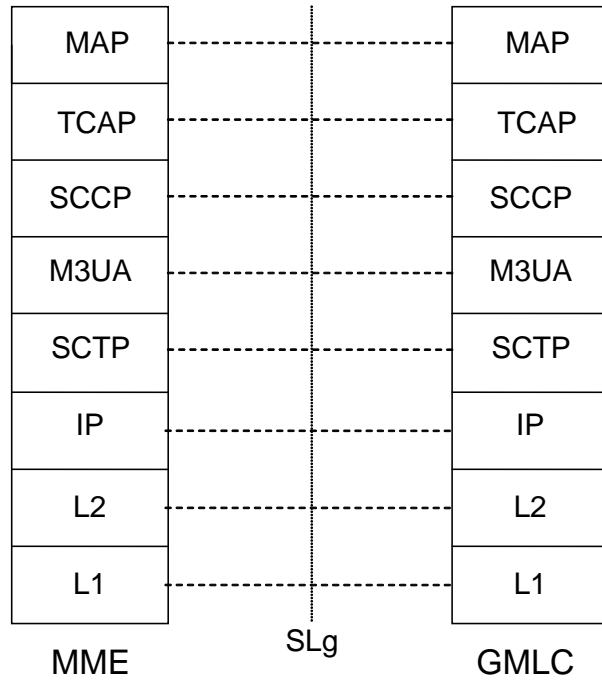 MAP MAP
TCAP TCAP
SCCP SCCP
M3UA M3UA
SCTP SCTP
IP IP
L2 L2
L1 L1
SLg
MME GMLC